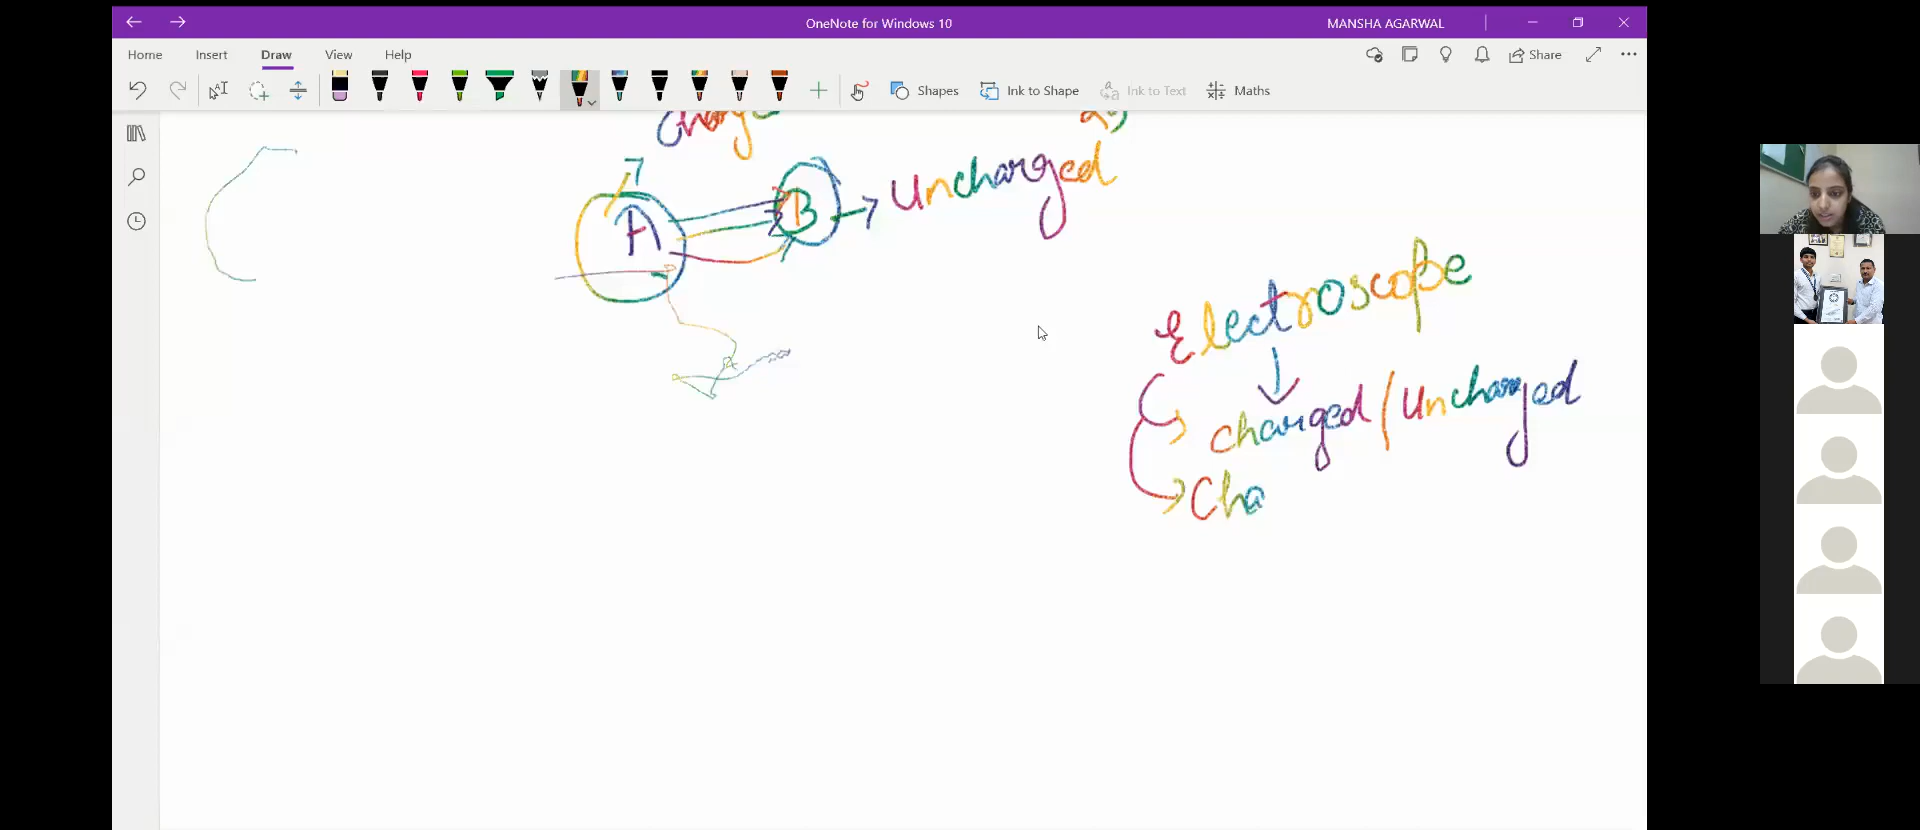 OneNote for Windows 10
MANSHA AGARWAL
Home Insert Draw View Help
Share
Shapes
Ink to Shape
Ink to Text
Maths
A
B
Uncharged
Electroscope
Charged/Uncharged
Cha